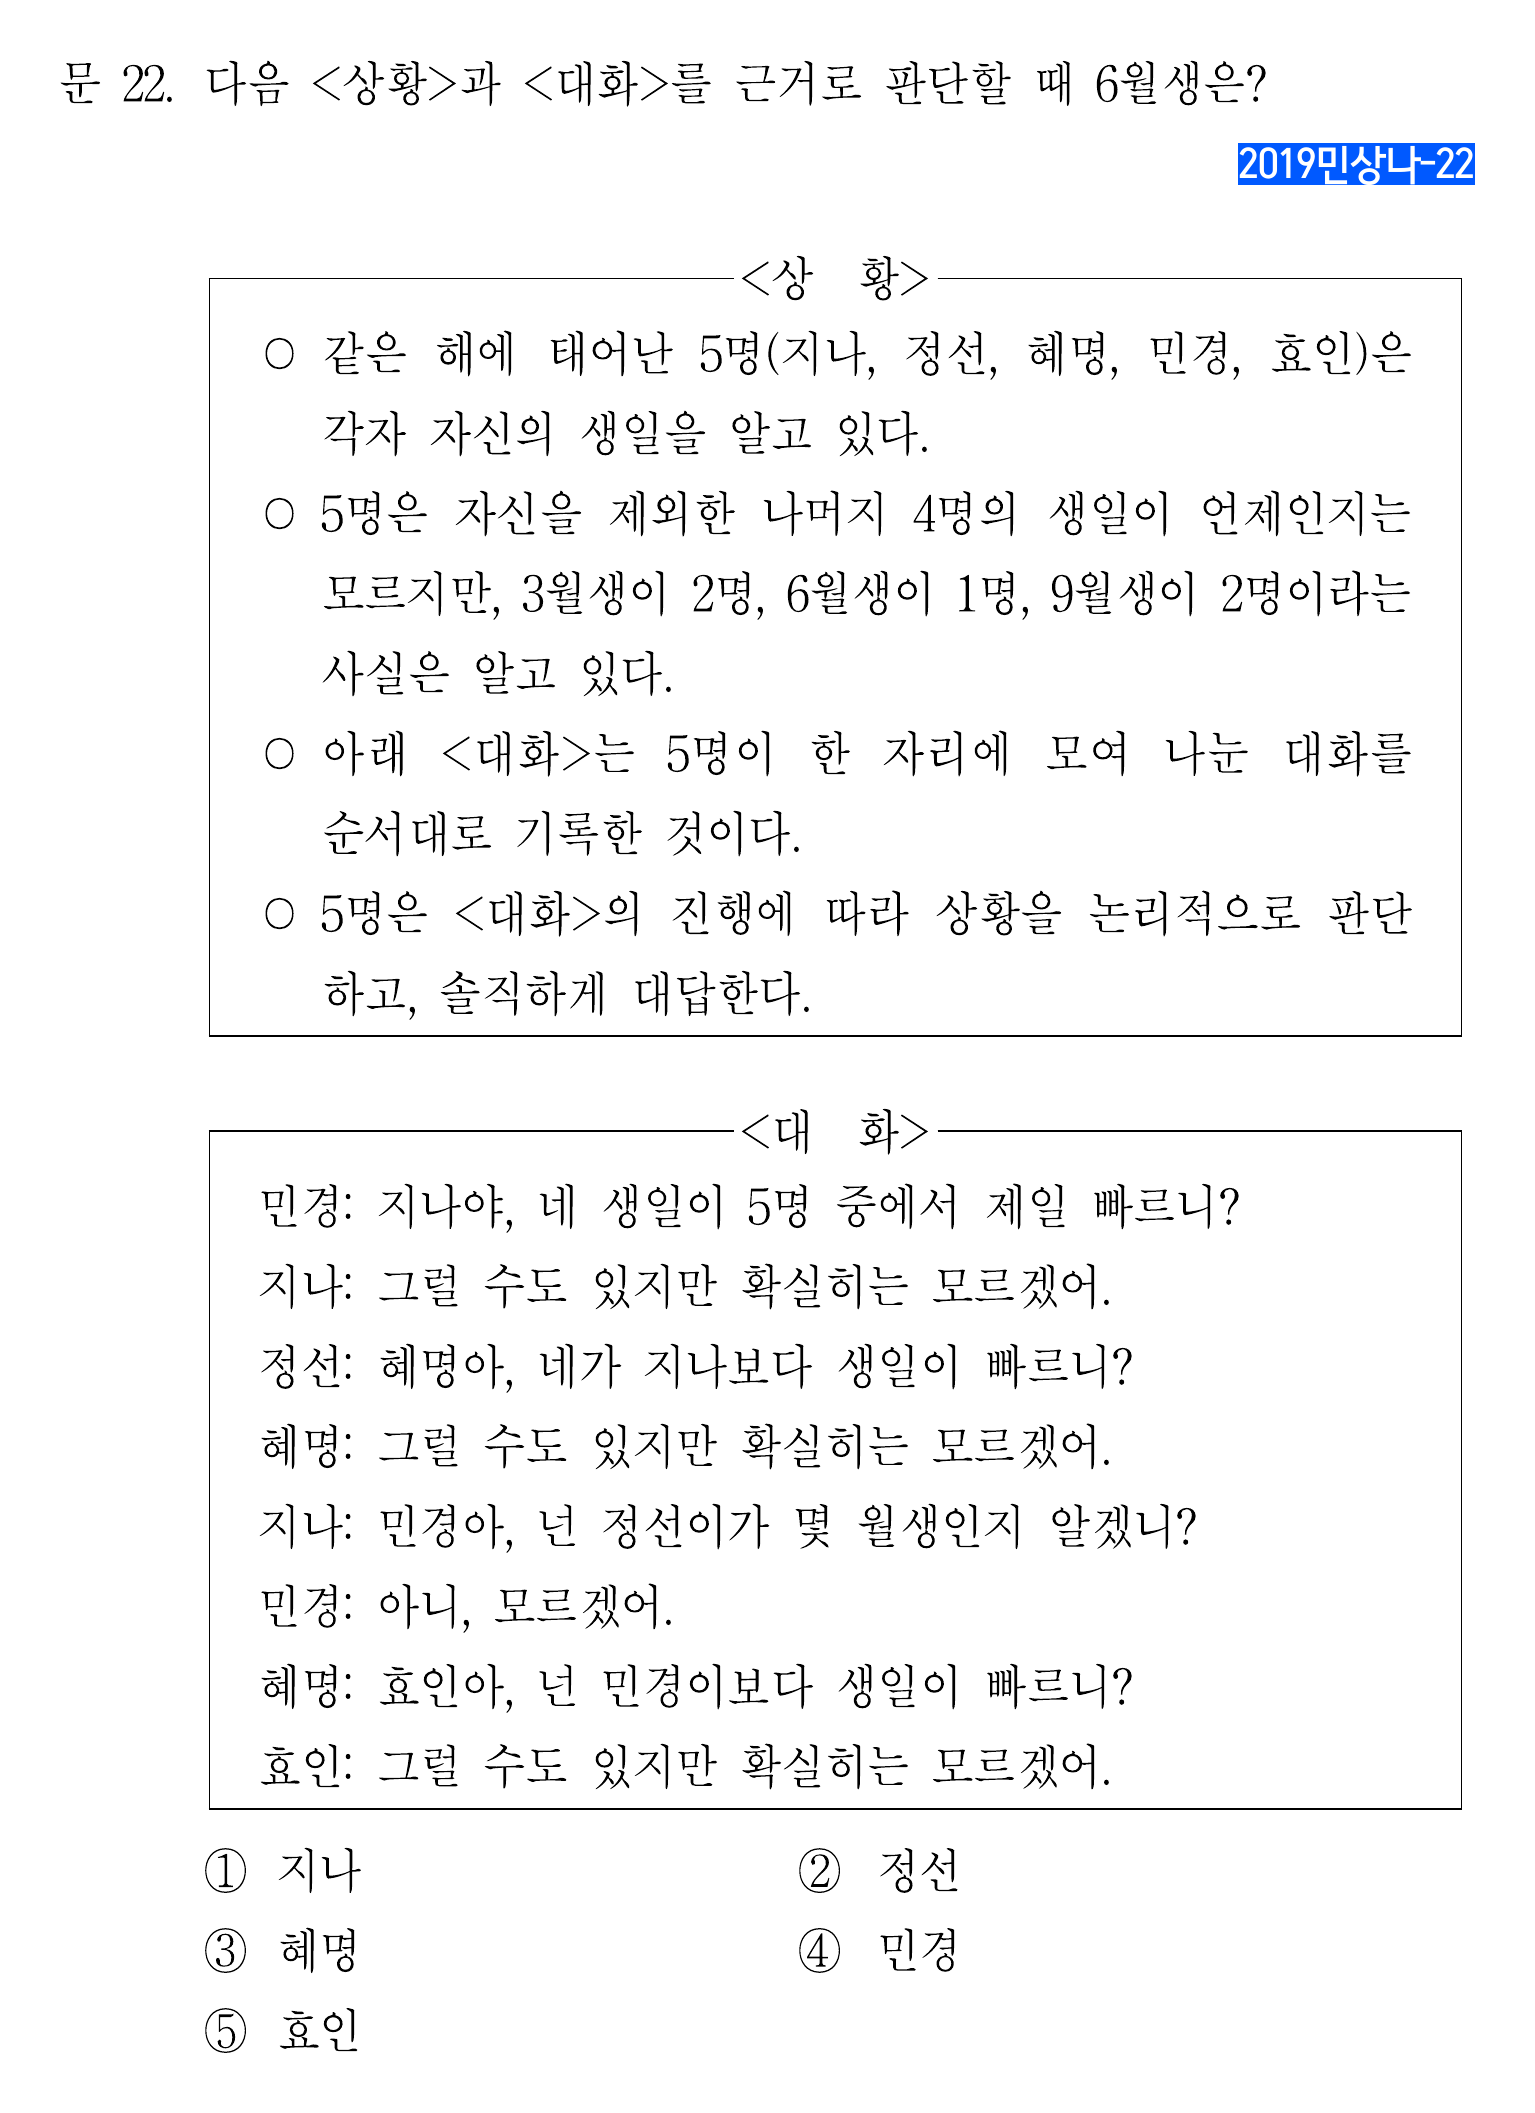 문 22. 다음 <상황>과 <대화>를 근거로 판단할 때 6월생은?
2019민상나-22
<상 황>
○ 같은 해에 태어난 5명(지나, 정선, 혜명, 민경, 효인)은
각자 자신의 생일을 알고 있다.
○ 5명은 자신을 제외한 나머지 4명의 생일이 언제인지는
모르지만, 3월생이 2명, 6월생이 1명, 9월생이 2명이라는
사실은 알고 있다.
○ 아래 <대화>는 5명이 한 자리에 모여 나눈 대화를
순서대로 기록한 것이다.
○ 5명은 <대화>의 진행에 따라 상황을 논리적으로 판단
하고, 솔직하게 대답한다.
<대 화>
민경: 지나야, 네 생일이 5명 중에서 제일 빠르니?
지나: 그럴 수도 있지만 확실히는 모르겠어.
정선: 혜명아, 네가 지나보다 생일이 빠르니?
혜명: 그럴 수도 있지만 확실히는 모르겠어.
지나: 민경아, 넌 정선이가 몇 월생인지 알겠니?
민경: 아니, 모르겠어.
혜명: 효인아, 넌 민경이보다 생일이 빠르니?
효인: 그럴 수도 있지만 확실히는 모르겠어.
① 지나 ② 정선
③ 혜명 ④ 민경
⑤ 효인